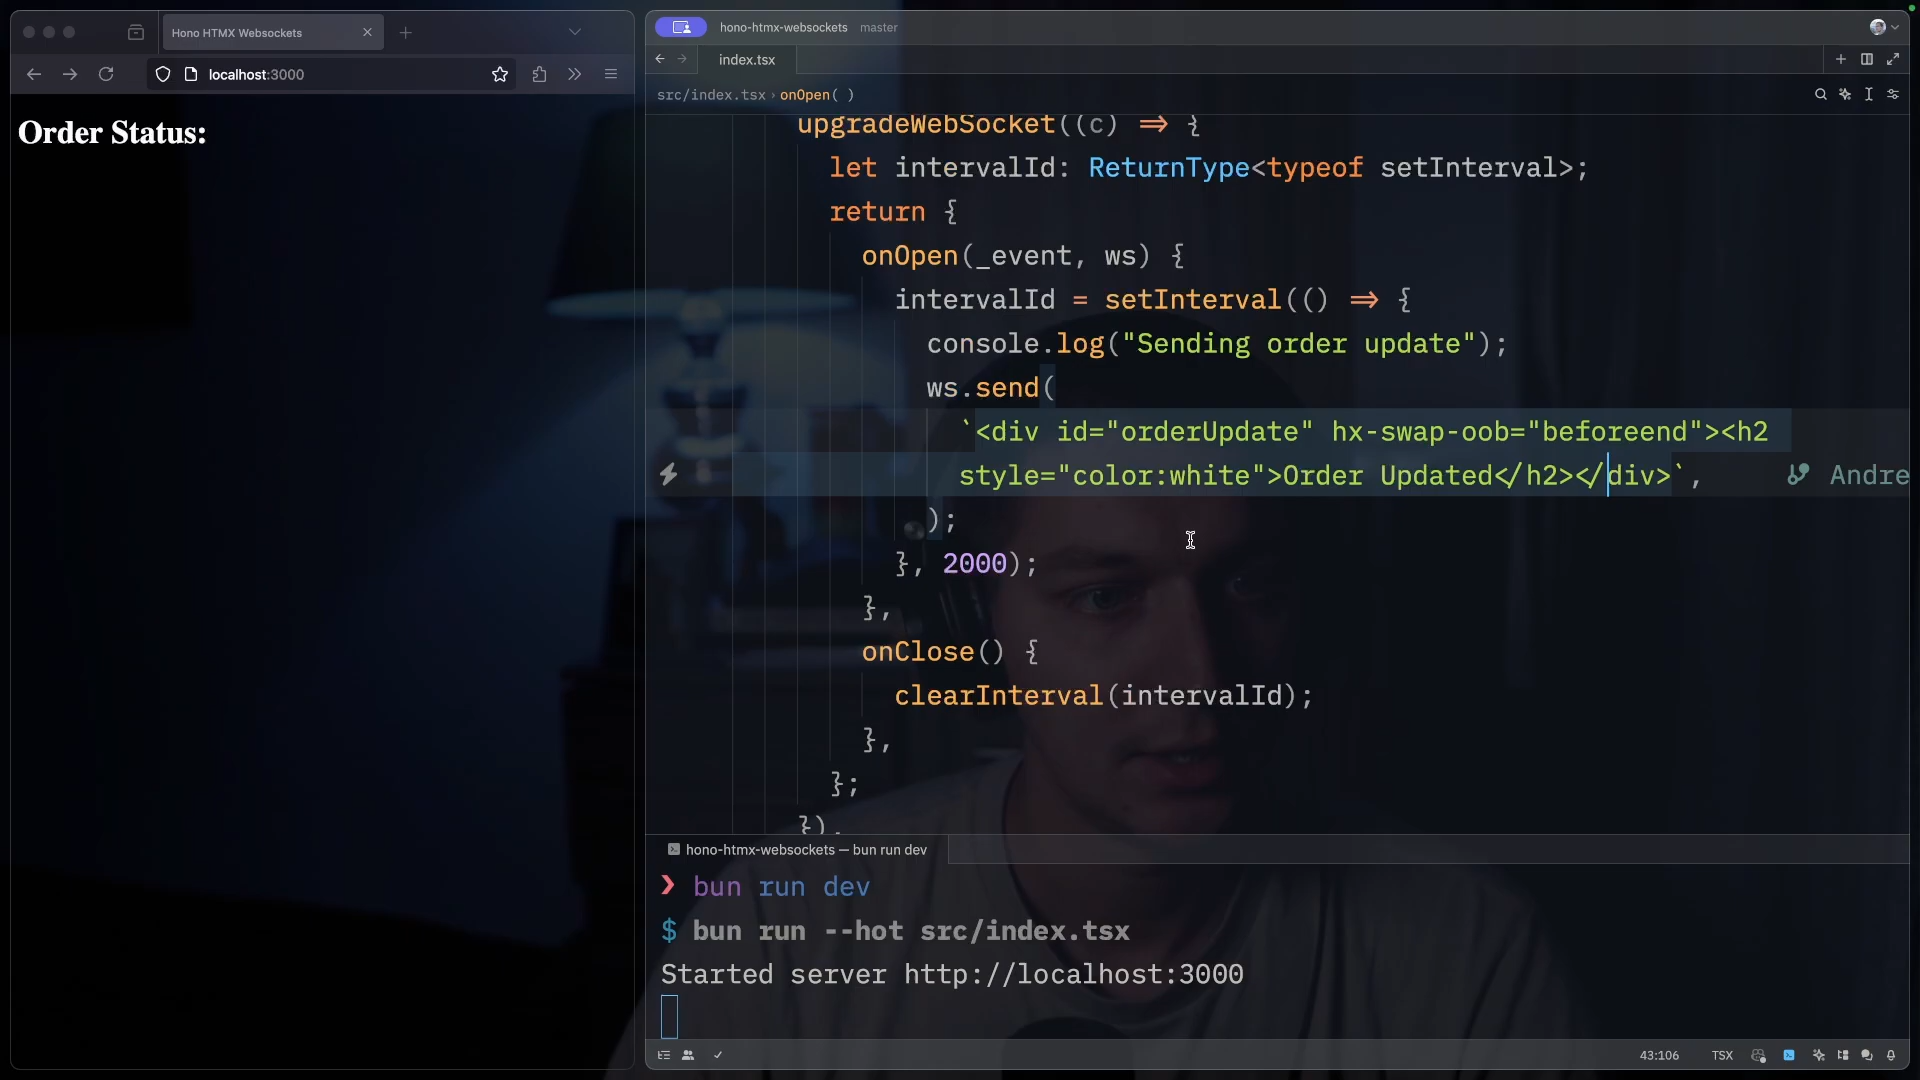 Hono HTMX Websockets
localhost:3000
Order Status:
hono-htmx-websockets master
index.tsx
src/index.tsx › onOpen( )
upgradeWebSocket((c) => {
let intervalId: ReturnType<typeof setInterval>;
return {
onOpen(_event, ws) {
intervalId = setInterval(() => {
console.log("Sending order update");
ws.send(
`<div id="orderUpdate" hx-swap-oob="beforeend"><h2
style="color:white">Order Updated</h2></div>`, Andre
);
}, 2000);
},
onClose() {
clearInterval(intervalId);
},
};
}),
hono-htmx-websockets — bun run dev
❯ bun run dev
$ bun run --hot src/index.tsx
Started server http://localhost:3000
43:106 TSX